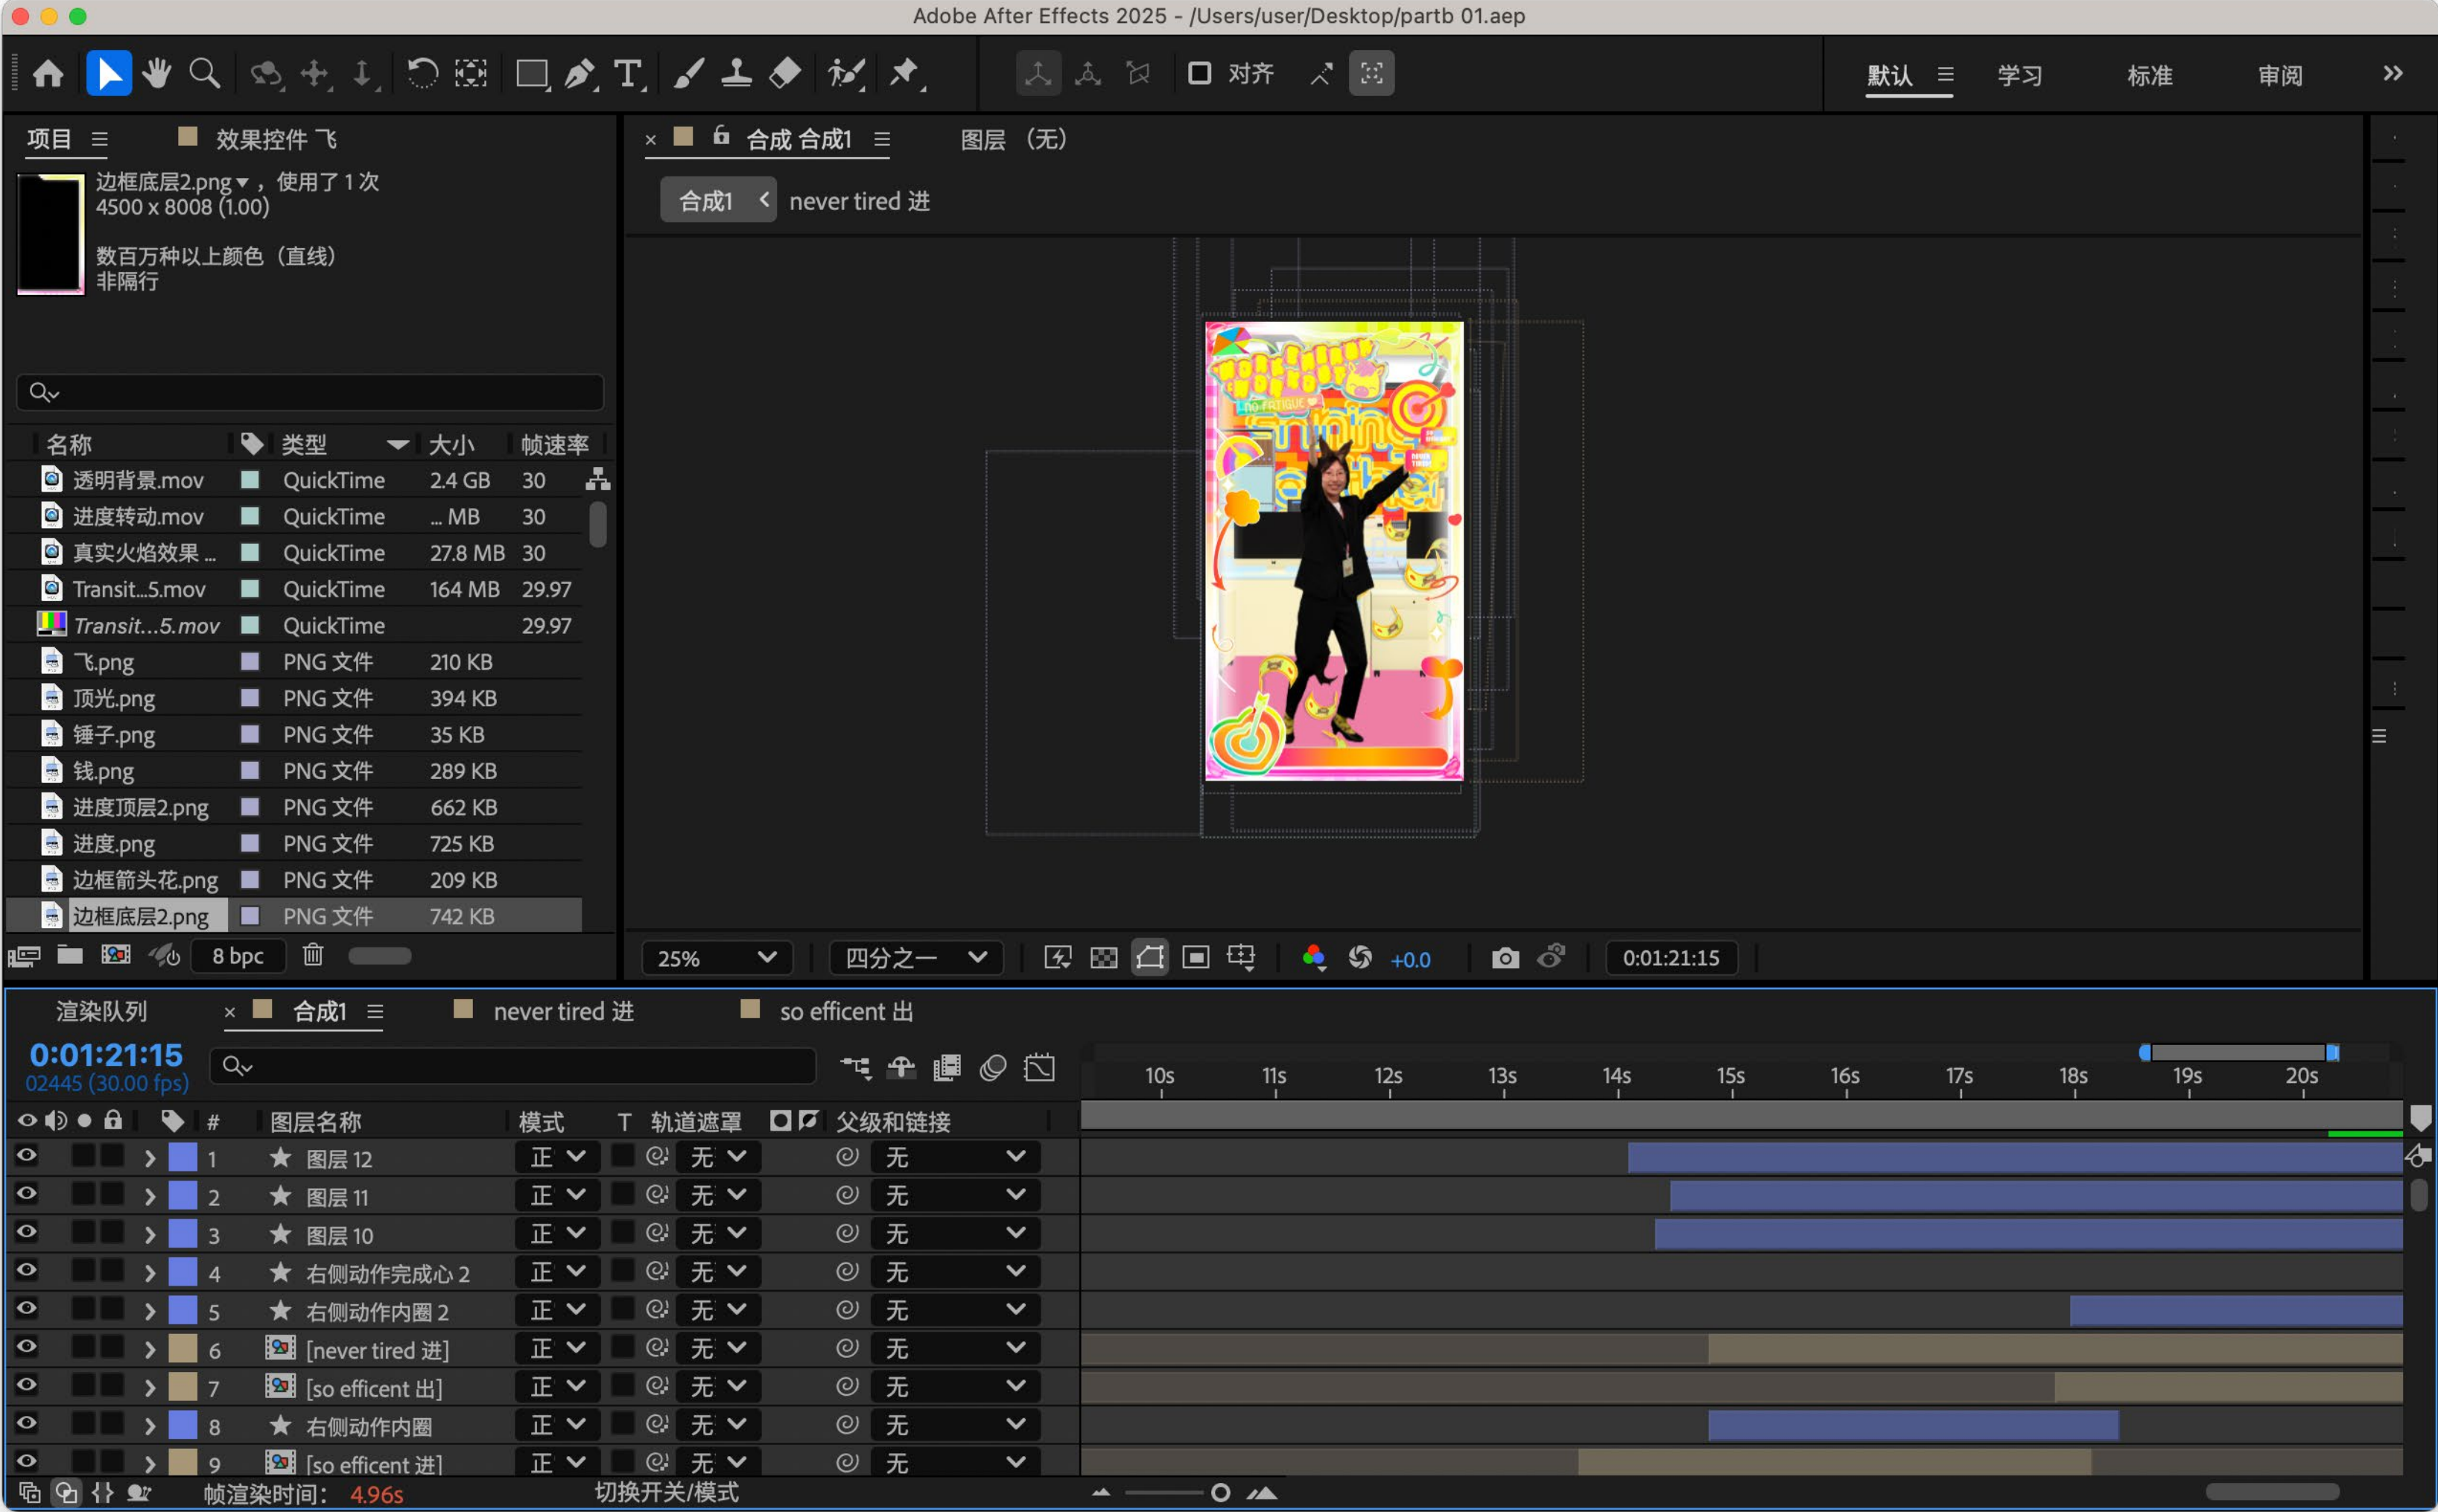 Adobe After Effects 2025 - /Users/user/Desktop/partb 01.aep
对齐
默认
学习
标准
审阅
项目
效果控件 飞
边框底层2.png ，使用了 1 次
4500 x 8008 (1.00)
数百万种以上颜色（直线）
非隔行
名称 类型 大小 帧速率
透明背景.mov QuickTime 2.4 GB 30
进度转动.mov QuickTime ... MB 30
真实火焰效果 ... QuickTime 27.8 MB 30
Transit...5.mov QuickTime 164 MB 29.97
Transit...5.mov QuickTime 29.97
飞.png PNG 文件 210 KB
顶光.png PNG 文件 394 KB
锤子.png PNG 文件 35 KB
钱.png PNG 文件 289 KB
进度顶层2.png PNG 文件 662 KB
进度.png PNG 文件 725 KB
边框箭头花.png PNG 文件 209 KB
边框底层2.png PNG 文件 742 KB
8 bpc
合成 合成1
图层 （无）
合成1 never tired 进
NO FATIGUE
25%
四分之一
+0.0
0:01:21:15
渲染队列
合成1
never tired 进
so efficent 出
0:01:21:15
02445 (30.00 fps)
10s 11s 12s 13s 14s 15s 16s 17s 18s 19s 20s
# 图层名称 模式 T 轨道遮罩 父级和链接
1 图层 12 正 无 无
2 图层 11 正 无 无
3 图层 10 正 无 无
4 右侧动作完成心 2 正 无 无
5 右侧动作内圈 2 正 无 无
6 [never tired 进] 正 无 无
7 [so efficent 出] 正 无 无
8 右侧动作内圈 正 无 无
9 [so efficent 进] 正 无 无
帧渲染时间： 4.96s
切换开关/模式